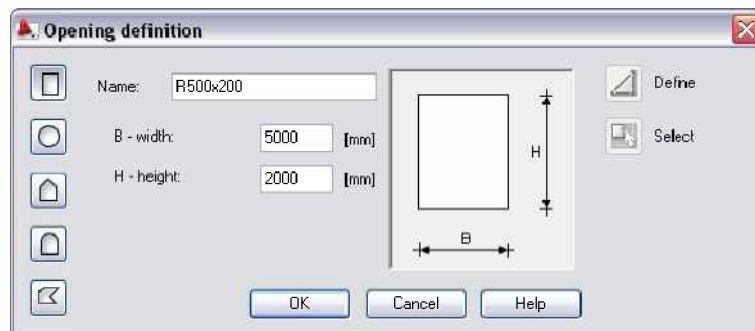 Opening definition
Name: R500x200
B - width: 5000 [mm]
H - height: 2000 [mm]
H
B
Define
Select
OK Cancel Help